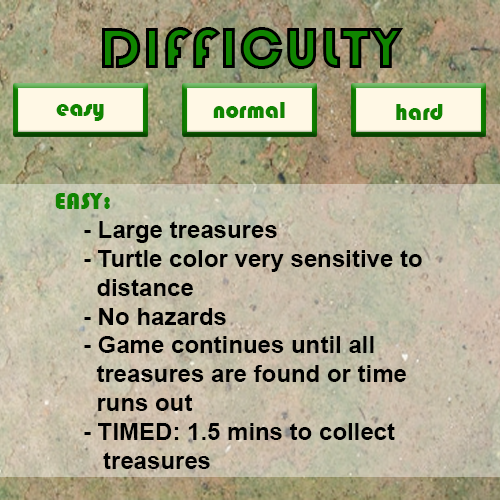 DIFFICULTY
easy normal hard
EASY:
- Large treasures
- Turtle color very sensitive to
distance
- No hazards
- Game continues until all
treasures are found or time
runs out
- TIMED: 1.5 mins to collect
treasures